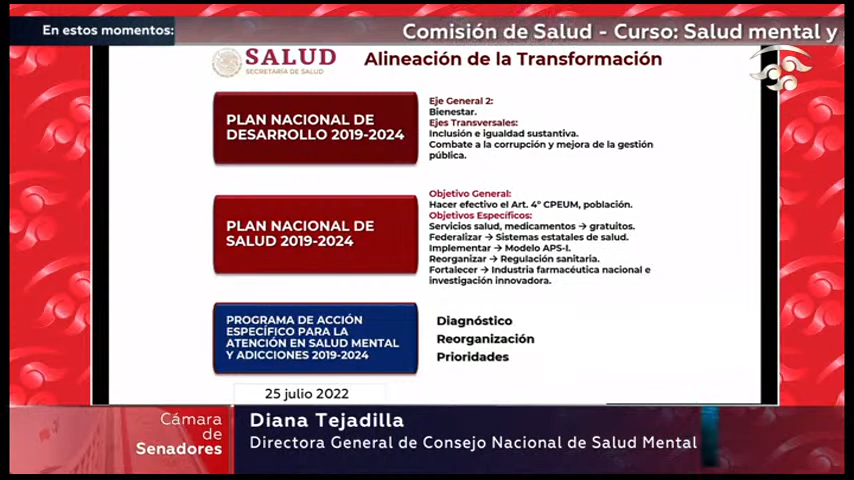 En estos momentos:
Comisión de Salud - Curso: Salud mental y
SALUD
SECRETARÍA DE SALUD
Alineación de la Transformación
PLAN NACIONAL DE
DESARROLLO 2019-2024
Eje General 2:
Bienestar.
Ejes Transversales:
Inclusión e igualdad sustantiva.
Combate a la corrupción y mejora de la gestión
pública.
PLAN NACIONAL DE
SALUD 2019-2024
Objetivo General:
Hacer efectivo el Art. 4º CPEUM, población.
Objetivos Específicos:
Servicios salud, medicamentos → gratuitos.
Federalizar → Sistemas estatales de salud.
Implementar → Modelo APS-I.
Reorganizar → Regulación sanitaria.
Fortalecer → Industria farmacéutica nacional e
investigación innovadora.
PROGRAMA DE ACCIÓN
ESPECÍFICO PARA LA
ATENCIÓN EN SALUD MENTAL
Y ADICCIONES 2019-2024
Diagnóstico
Reorganización
Prioridades
25 julio 2022
Cámara
de
Senadores
Diana Tejadilla
Directora General de Consejo Nacional de Salud Mental